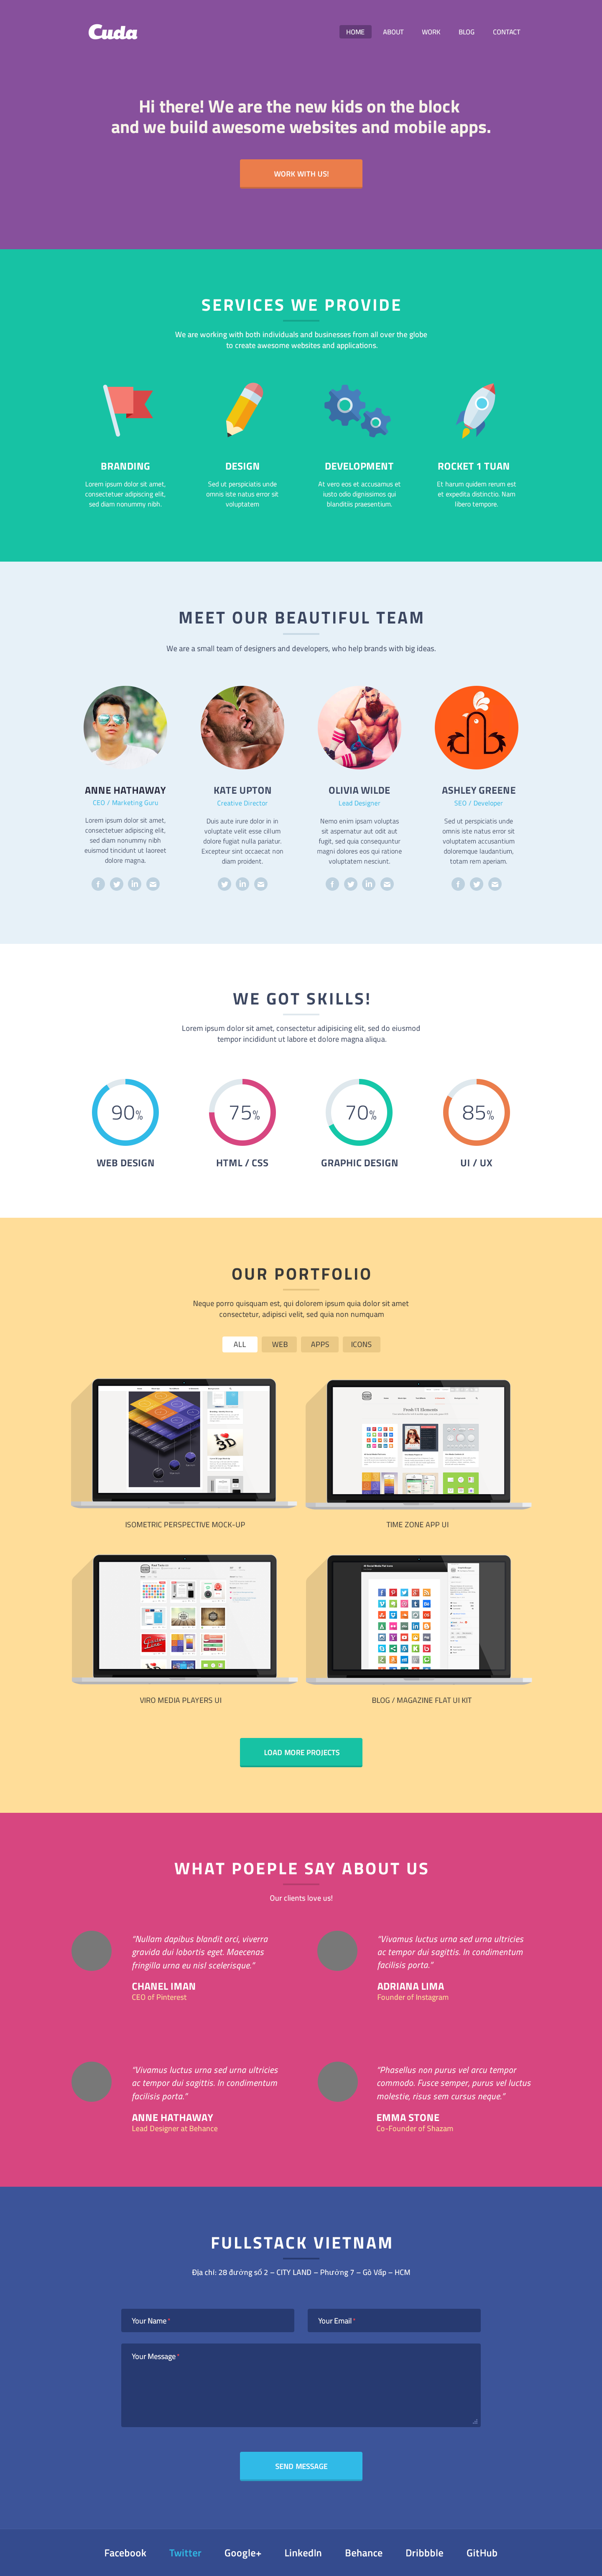 Cuda
HOME ABOUT WORK BLOG CONTACT
Hi there! We are the new kids on the block
and we build awesome websites and mobile apps.
WORK WITH US!
SERVICES WE PROVIDE
We are working with both individuals and businesses from all over the globe
to create awesome websites and applications.
BRANDING
Lorem ipsum dolor sit amet,
consectetuer adipiscing elit,
sed diam nonummy nibh.
DESIGN
Sed ut perspiciatis unde
omnis iste natus error sit
voluptatem
DEVELOPMENT
At vero eos et accusamus et
iusto odio dignissimos qui
blanditiis praesentium.
ROCKET 1 TUAN
Et harum quidem rerum est
et expedita distinctio. Nam
libero tempore.
MEET OUR BEAUTIFUL TEAM
We are a small team of designers and developers, who help brands with big ideas.
ANNE HATHAWAY
CEO / Marketing Guru
Lorem ipsum dolor sit amet,
consectetuer adipiscing elit,
sed diam nonummy nibh
euismod tincidunt ut laoreet
dolore magna.
KATE UPTON
Creative Director
Duis aute irure dolor in in
voluptate velit esse cillum
dolore fugiat nulla pariatur.
Excepteur sint occaecat non
diam proident.
OLIVIA WILDE
Lead Designer
Nemo enim ipsam voluptas
sit aspernatur aut odit aut
fugit, sed quia consequuntur
magni dolores eos qui ratione
voluptatem nesciunt.
ASHLEY GREENE
SEO / Developer
Sed ut perspiciatis unde
omnis iste natus error sit
voluptatem accusantium
doloremque laudantium,
totam rem aperiam.
WE GOT SKILLS!
Lorem ipsum dolor sit amet, consectetur adipisicing elit, sed do eiusmod
tempor incididunt ut labore et dolore magna aliqua.
90%
WEB DESIGN
75%
HTML / CSS
70%
GRAPHIC DESIGN
85%
UI / UX
OUR PORTFOLIO
Neque porro quisquam est, qui dolorem ipsum quia dolor sit amet
consectetur, adipisci velit, sed quia non numquam
ALL WEB APPS ICONS
I 3D
ISOMETRIC PERSPECTIVE MOCK-UP
Fresh UI Elements
TIME ZONE APP UI
VIRO MEDIA PLAYERS UI
BLOG / MAGAZINE FLAT UI KIT
LOAD MORE PROJECTS
WHAT POEPLE SAY ABOUT US
Our clients love us!
“Nullam dapibus blandit orci, viverra
gravida dui lobortis eget. Maecenas
fringilla urna eu nisl scelerisque.”
CHANEL IMAN
CEO of Pinterest
“Vivamus luctus urna sed urna ultricies
ac tempor dui sagittis. In condimentum
facilisis porta.”
ADRIANA LIMA
Founder of Instagram
“Vivamus luctus urna sed urna ultricies
ac tempor dui sagittis. In condimentum
facilisis porta.”
ANNE HATHAWAY
Lead Designer at Behance
“Phasellus non purus vel arcu tempor
commodo. Fusce semper, purus vel luctus
molestie, risus sem cursus neque.”
EMMA STONE
Co-Founder of Shazam
FULLSTACK VIETNAM
Địa chỉ: 28 đường số 2 – CITY LAND – Phường 7 – Gò Vấp – HCM
Your Name *
Your Email *
Your Message *
SEND MESSAGE
Facebook Twitter Google+ LinkedIn Behance Dribbble GitHub